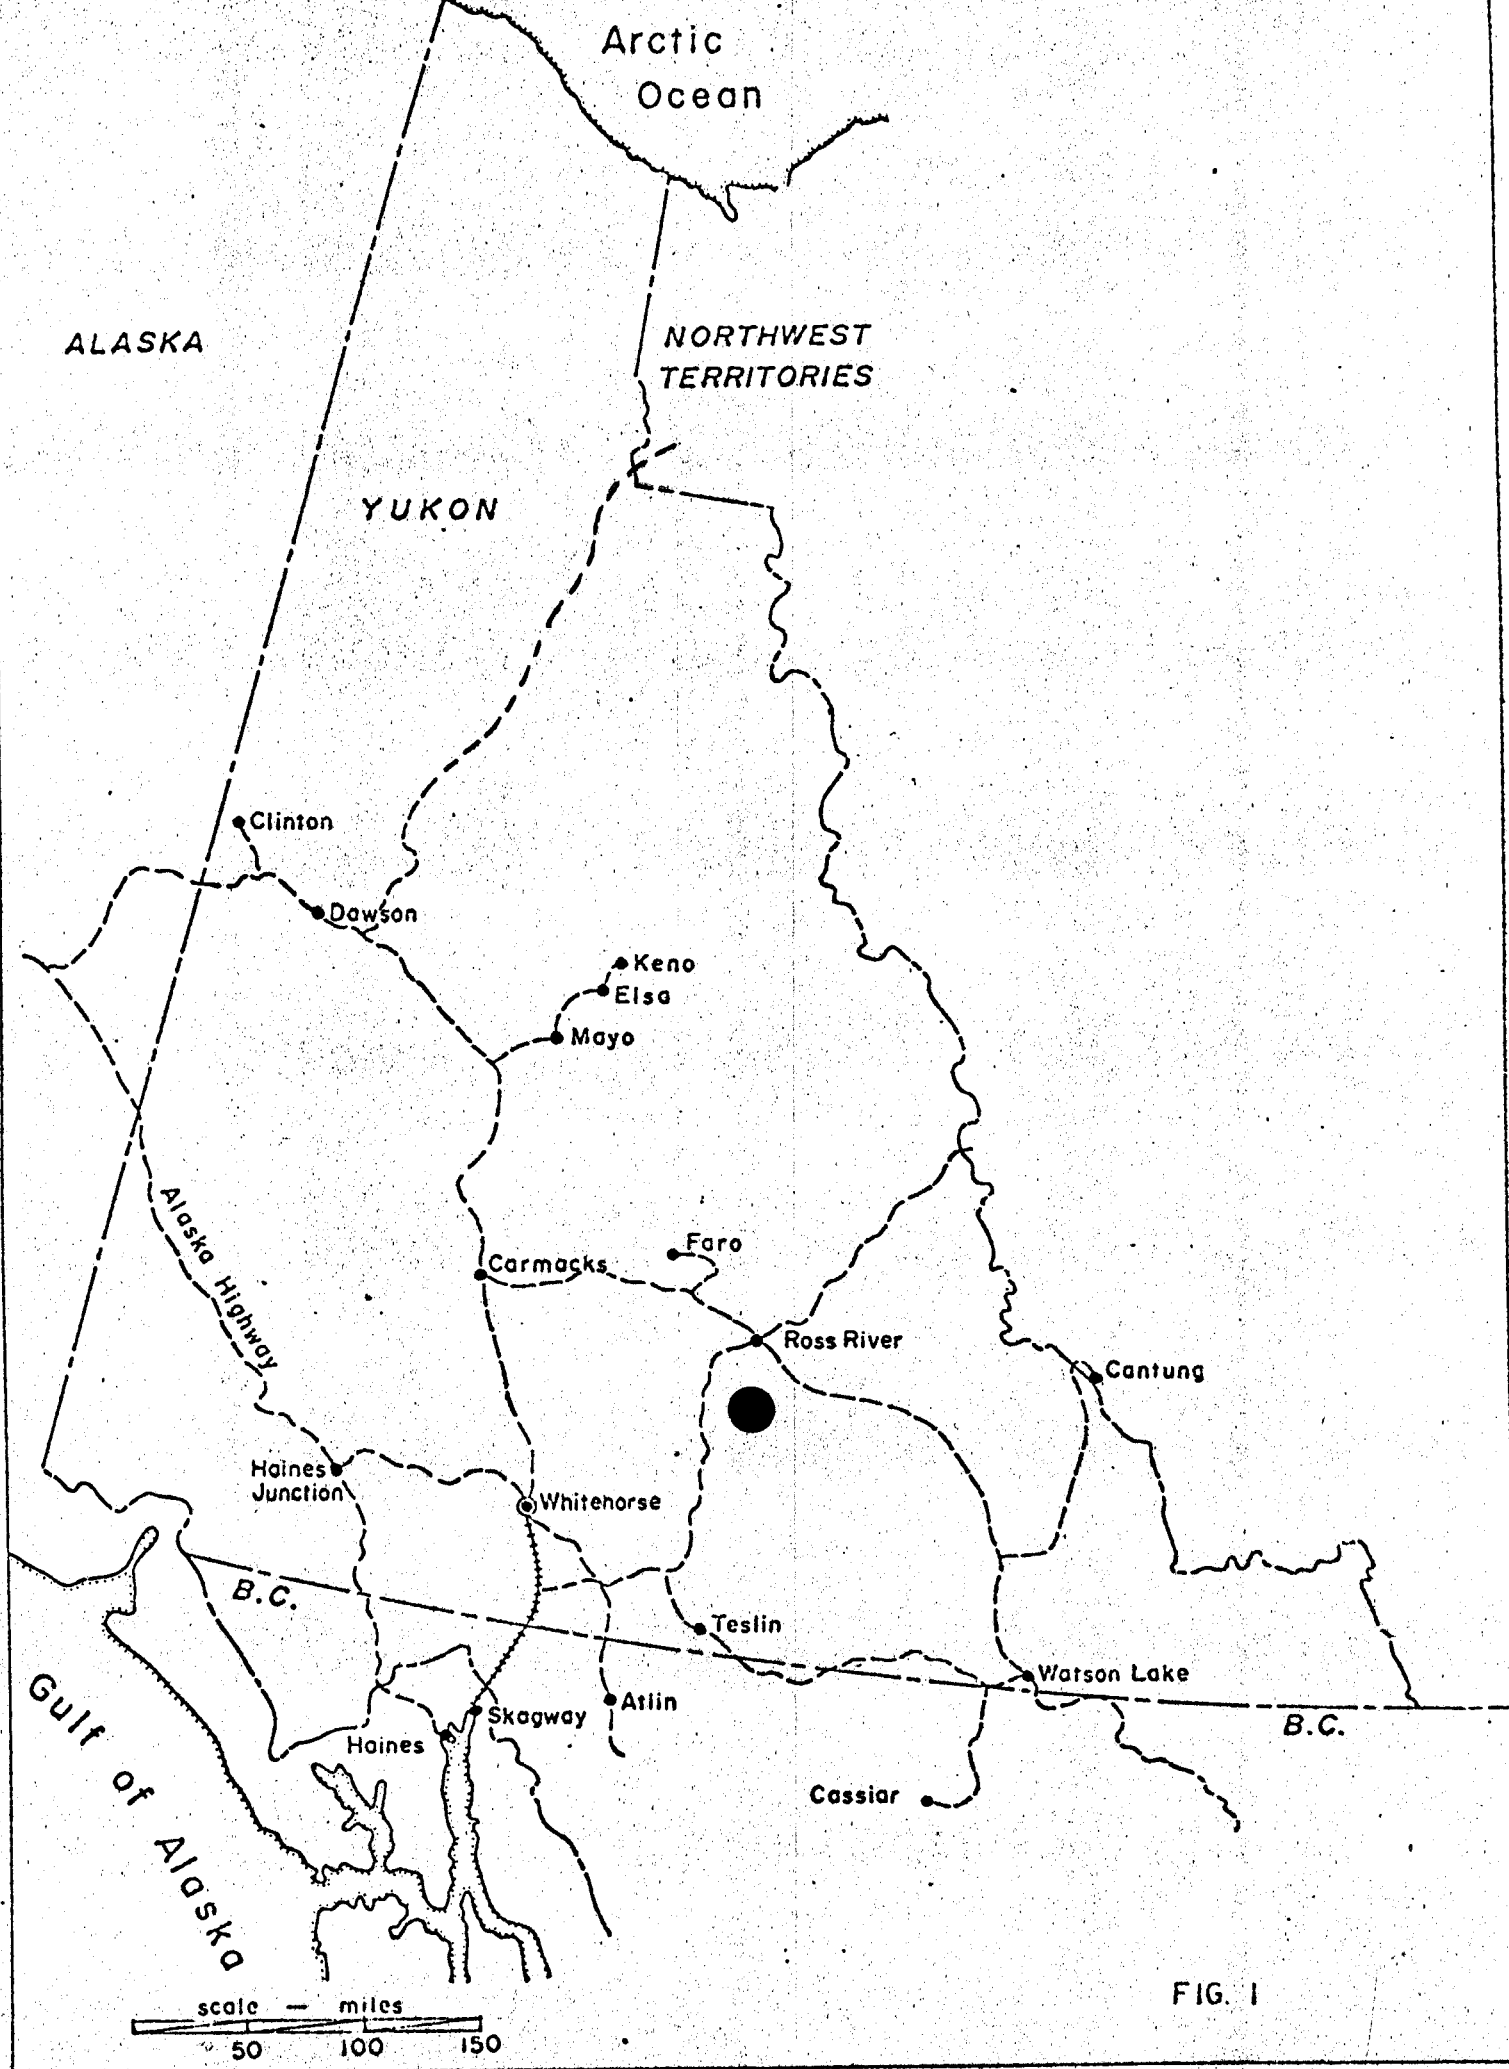 Arctic
Ocean
ALASKA
NORTHWEST
TERRITORIES
YUKON
Clinton
Dawson
Keno
Elsa
Mayo
Alaska Highway
Faro
Carmacks
Ross River
Cantung
Haines
Junction
Whitehorse
B.C.
Teslin
Watson Lake
Gulf of Alaska
Atlin
Skagway
B.C.
Haines
Cassiar
FIG. 1
scale — miles
50 100 150